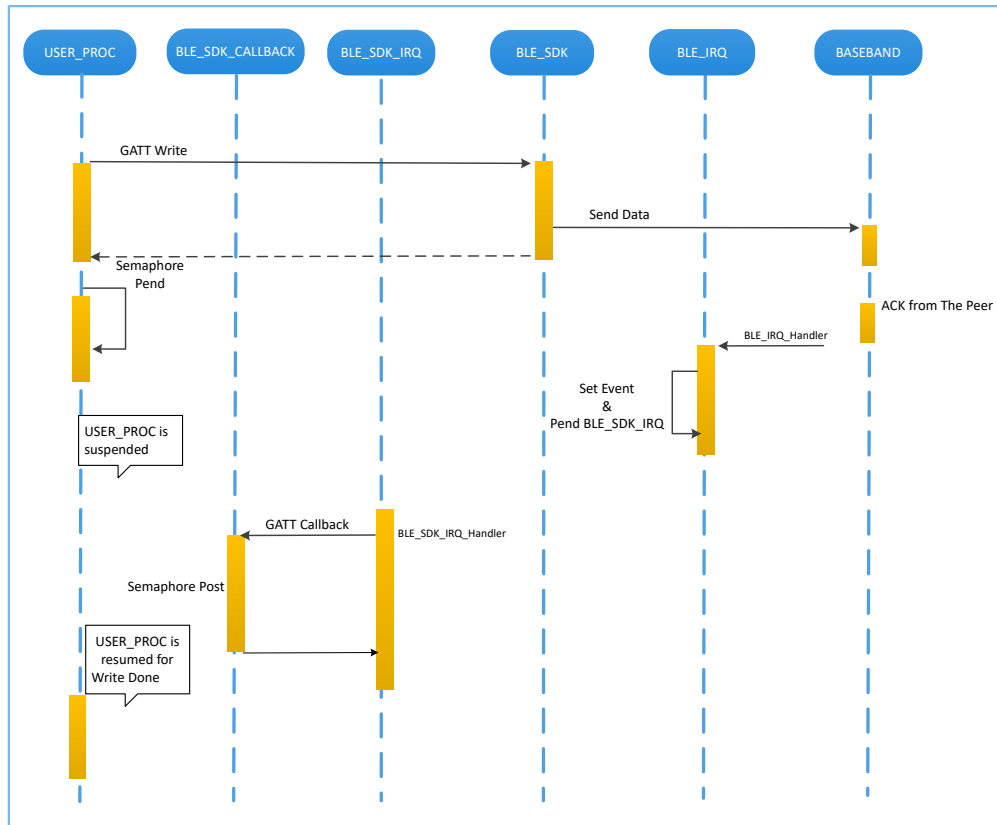 USER_PROC
BLE_SDK_CALLBACK
BLE_SDK_IRQ
BLE_SDK
BLE_IRQ
BASEBAND
GATT Write
Send Data
Semaphore
Pend
ACK from The Peer
BLE_IRQ_Handler
Set Event
&
Pend BLE_SDK_IRQ
USER_PROC is
suspended
GATT Callback
BLE_SDK_IRQ_Handler
Semaphore Post
USER_PROC is
resumed for
Write Done